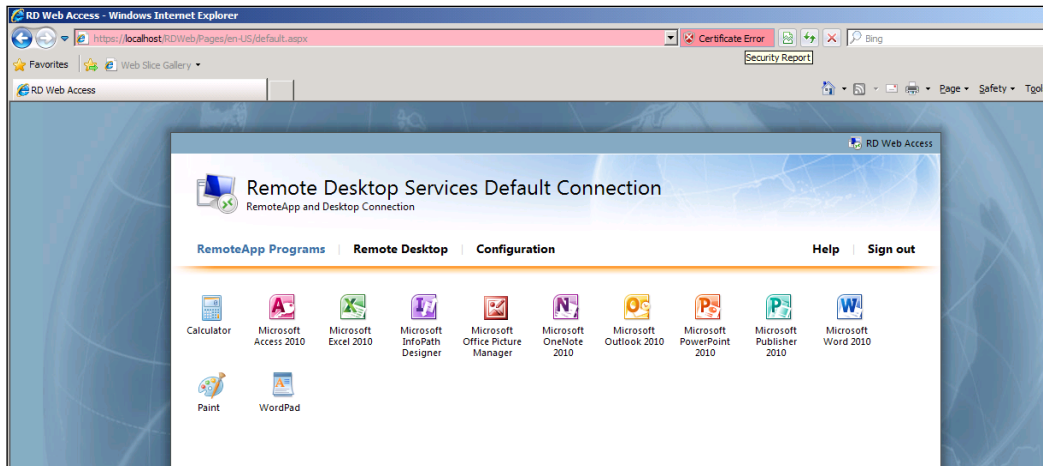 RD Web Access - Windows Internet Explorer
https://localhost/RDWeb/Pages/en-US/default.aspx
Certificate Error
Bing
Favorites
Web Slice Gallery
Security Report
RD Web Access
Page
Safety
Tool
RD Web Access
Remote Desktop Services Default Connection
RemoteApp and Desktop Connection
RemoteApp Programs
Remote Desktop
Configuration
Help
Sign out
Calculator
Microsoft
Access 2010
Microsoft
Excel 2010
Microsoft
InfoPath
Designer
Microsoft
Office Picture
Manager
Microsoft
OneNote
2010
Microsoft
Outlook 2010
Microsoft
PowerPoint
2010
Microsoft
Publisher
2010
Microsoft
Word 2010
Paint
WordPad